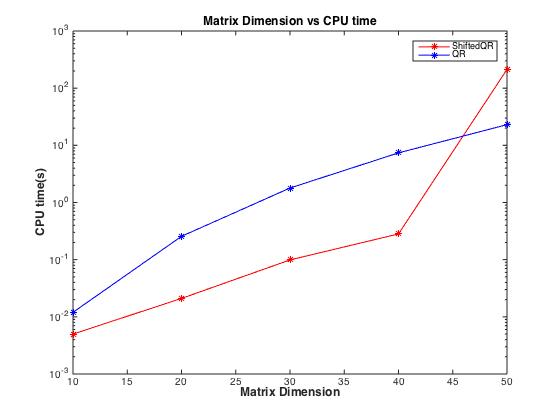 Matrix Dimension vs CPU time
10^3
ShiftedQR
QR
10^2
10^1
10^0
10^-1
10^-2
10^-3
CPU time(s)
10 15 20 25 30 35 40 45 50
Matrix Dimension